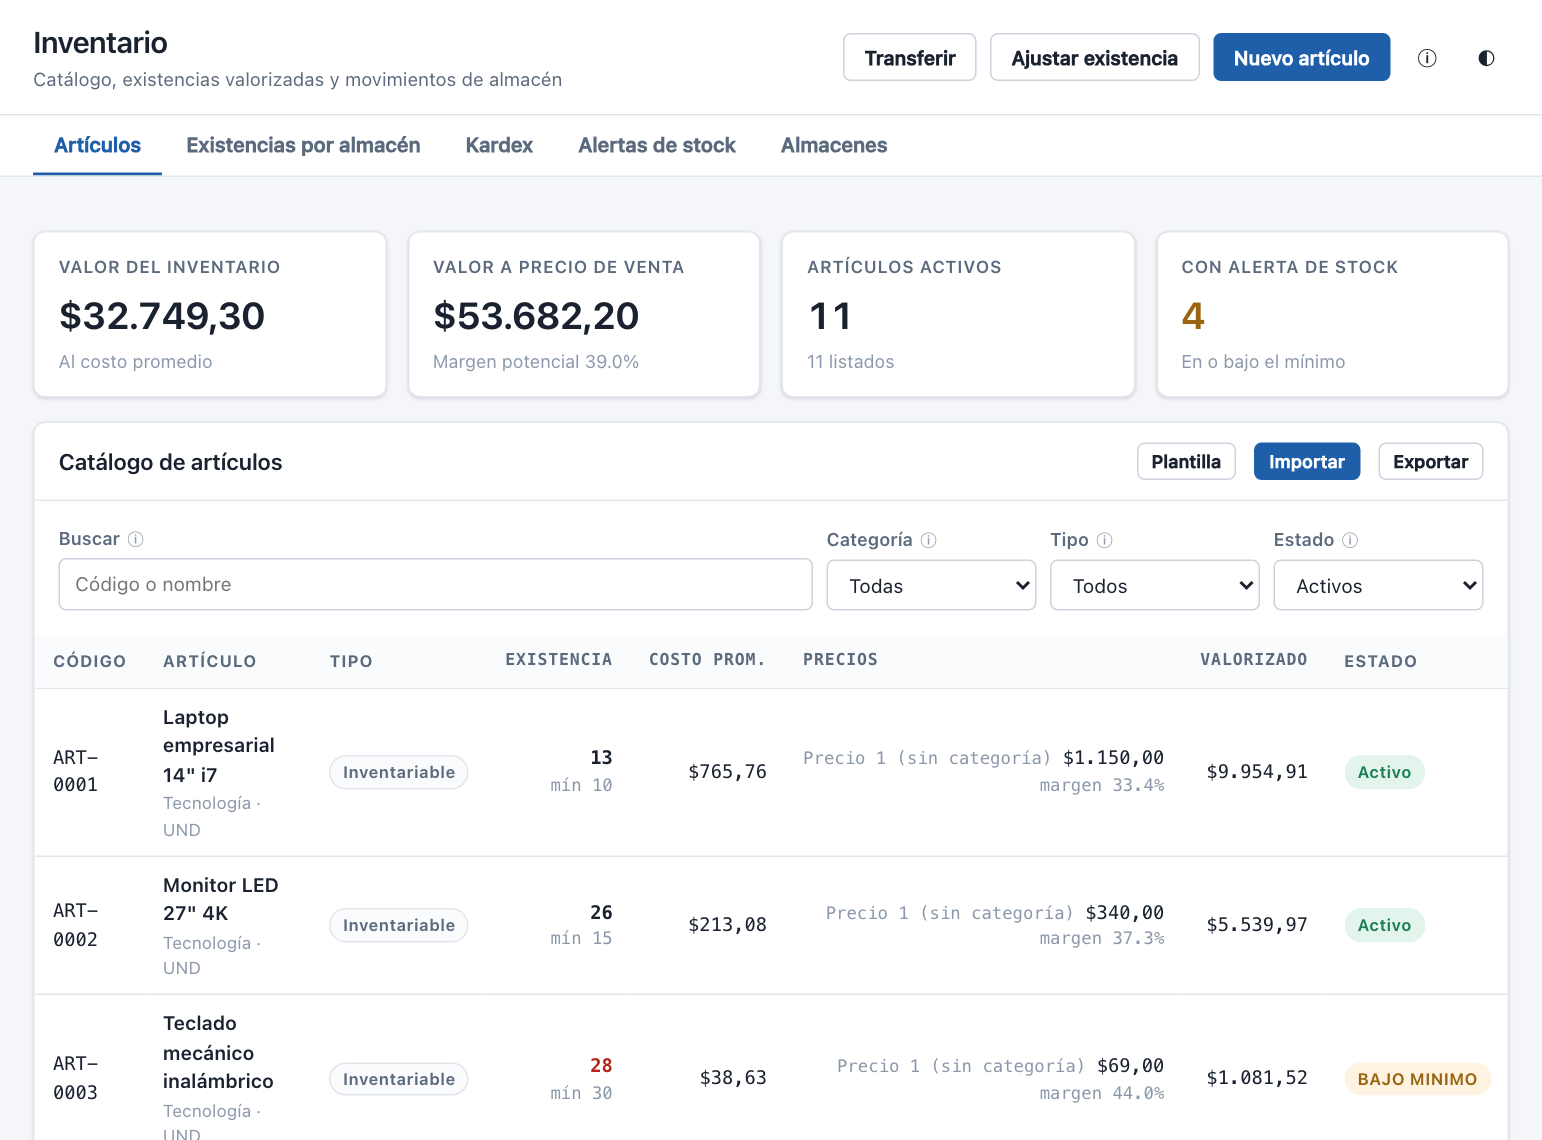 Inventario
Catálogo, existencias valorizadas y movimientos de almacén
Transferir
Ajustar existencia
Nuevo artículo
Artículos
Existencias por almacén
Kardex
Alertas de stock
Almacenes
VALOR DEL INVENTARIO
$32.749,30
Al costo promedio
VALOR A PRECIO DE VENTA
$53.682,20
Margen potencial 39.0%
ARTÍCULOS ACTIVOS
11
11 listados
CON ALERTA DE STOCK
4
En o bajo el mínimo
Catálogo de artículos
Plantilla
Importar
Exportar
Buscar
Código o nombre
Categoría
Todas
Tipo
Todos
Estado
Activos
CÓDIGO
ARTÍCULO
TIPO
EXISTENCIA
COSTO PROM.
PRECIOS
VALORIZADO
ESTADO
ART-
0001
Laptop
empresarial
14" i7
Tecnología ·
UND
Inventariable
13
mín 10
$765,76
Precio 1 (sin categoría) $1.150,00
margen 33.4%
$9.954,91
Activo
ART-
0002
Monitor LED
27" 4K
Tecnología ·
UND
Inventariable
26
mín 15
$213,08
Precio 1 (sin categoría) $340,00
margen 37.3%
$5.539,97
Activo
ART-
0003
Teclado
mecánico
inalámbrico
Tecnología ·
UND
Inventariable
28
mín 30
$38,63
Precio 1 (sin categoría) $69,00
margen 44.0%
$1.081,52
BAJO MINIMO